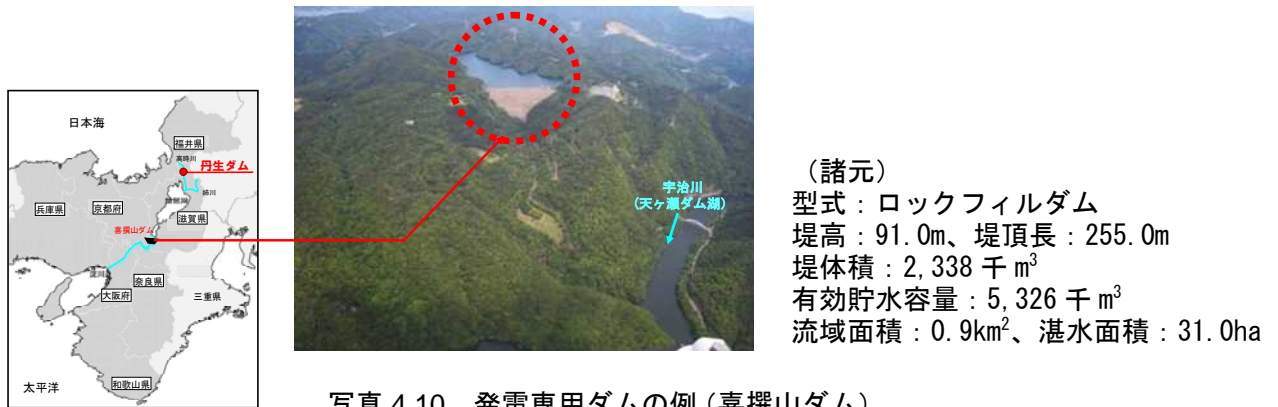 日本海
福井県
高時川
丹生ダム
姉川
琵琶湖
兵庫県
京都府
滋賀県
喜撰山ダム
淀川
奈良県
大阪府
三重県
和歌山県
太平洋
宇治川
(天ヶ瀬ダム湖)
(諸元)
型式：ロックフィルダム
堤高：91.0m、堤頂長：255.0m
堤体積：2,338 千 m³
有効貯水容量：5,326 千 m³
流域面積：0.9km²、湛水面積：31.0ha
写真 4.10 発電専用ダムの例(喜撰山ダム)